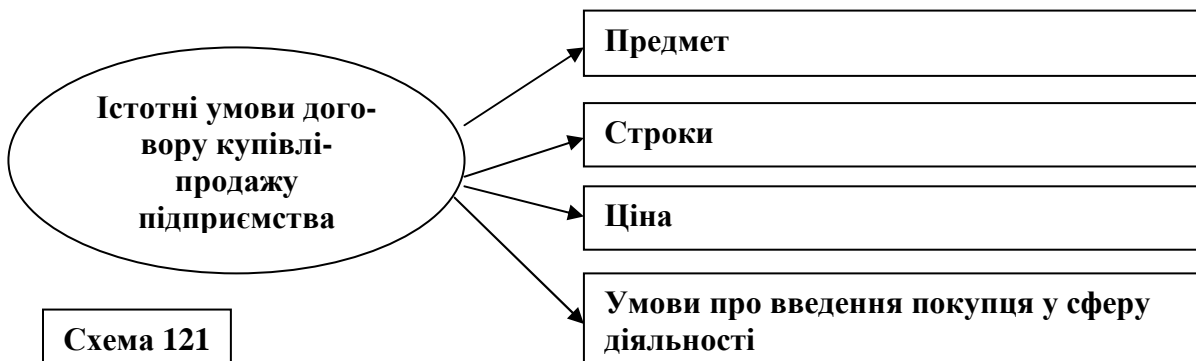 Істотні умови дого-
вору купівлі-
продажу
підприємства
Предмет
Строки
Ціна
Умови про введення покупця у сферу
діяльності
Схема 121